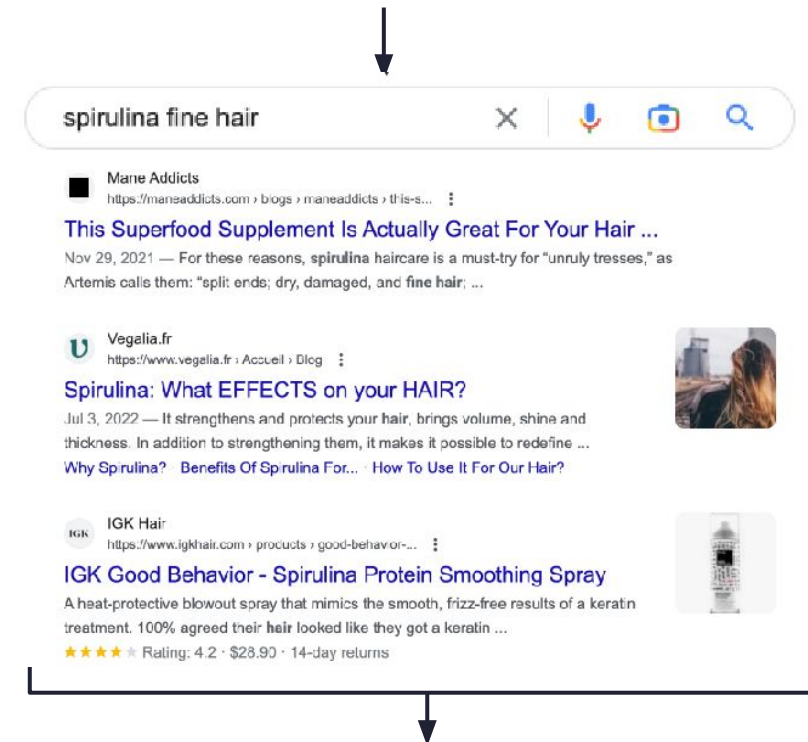 spirulina fine hair
Mane Addicts
https://maneaddicts.com › blogs › maneaddicts › this-s...
This Superfood Supplement Is Actually Great For Your Hair ...
Nov 29, 2021 — For these reasons, spirulina haircare is a must-try for “unruly tresses,” as
Artemis calls them: “split ends; dry, damaged, and fine hair; ...
Vegalia.fr
https://www.vegalia.fr › Accueil › Blog
Spirulina: What EFFECTS on your HAIR?
Jul 3, 2022 — It strengthens and protects your hair, brings volume, shine and
thickness. In addition to strengthening them, it makes it possible to redefine ...
Why Spirulina? · Benefits Of Spirulina For... · How To Use It For Our Hair?
IGK
IGK Hair
https://www.igkhair.com › products › good-behavior-...
IGK Good Behavior - Spirulina Protein Smoothing Spray
A heat-protective blowout spray that mimics the smooth, frizz-free results of a keratin
treatment. 100% agreed their hair looked like they got a keratin ...
Rating: 4.2 · $28.90 · 14-day returns